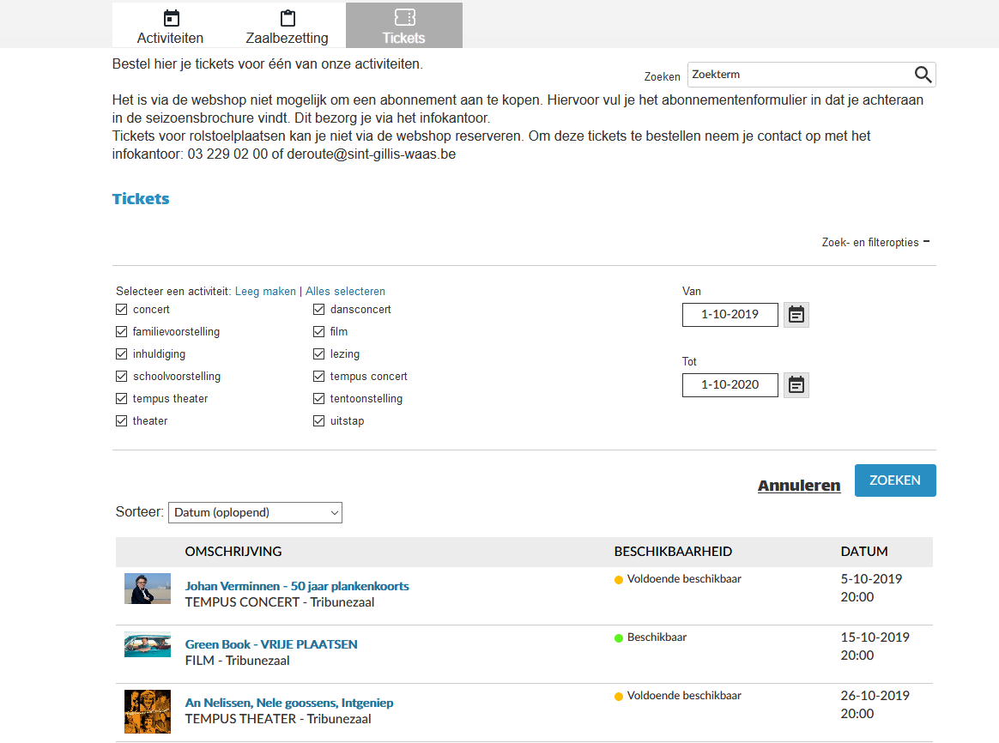 Activiteiten Zaalbezetting Tickets
Bestel hier je tickets voor één van onze activiteiten.
Zoeken Zoekterm
Het is via de webshop niet mogelijk om een abonnement aan te kopen. Hiervoor vul je het abonnementenformulier in dat je achteraan
in de seizoensbrochure vindt. Dit bezorg je via het infokantoor.
Tickets voor rolstoelplaatsen kan je niet via de webshop reserveren. Om deze tickets te bestellen neem je contact op met het
infokantoor: 03 229 02 00 of deroute@sint-gillis-waas.be
Tickets
Zoek- en filteropties
Selecteer een activiteit: Leeg maken | Alles selecteren
concert dansconcert
familievoorstelling film
inhuldiging lezing
schoolvoorstelling tempus concert
tempus theater tentoonstelling
theater uitstap
Van
1-10-2019
Tot
1-10-2020
Annuleren ZOEKEN
Sorteer: Datum (oplopend)
OMSCHRIJVING BESCHIKBAARHEID DATUM
Johan Verminnen - 50 jaar plankenkoorts Voldoende beschikbaar 5-10-2019
TEMPUS CONCERT - Tribunezaal 20:00
Green Book - VRIJE PLAATSEN Beschikbaar 15-10-2019
FILM - Tribunezaal 20:00
An Nelissen, Nele goossens, Intgeniep Voldoende beschikbaar 26-10-2019
TEMPUS THEATER - Tribunezaal 20:00